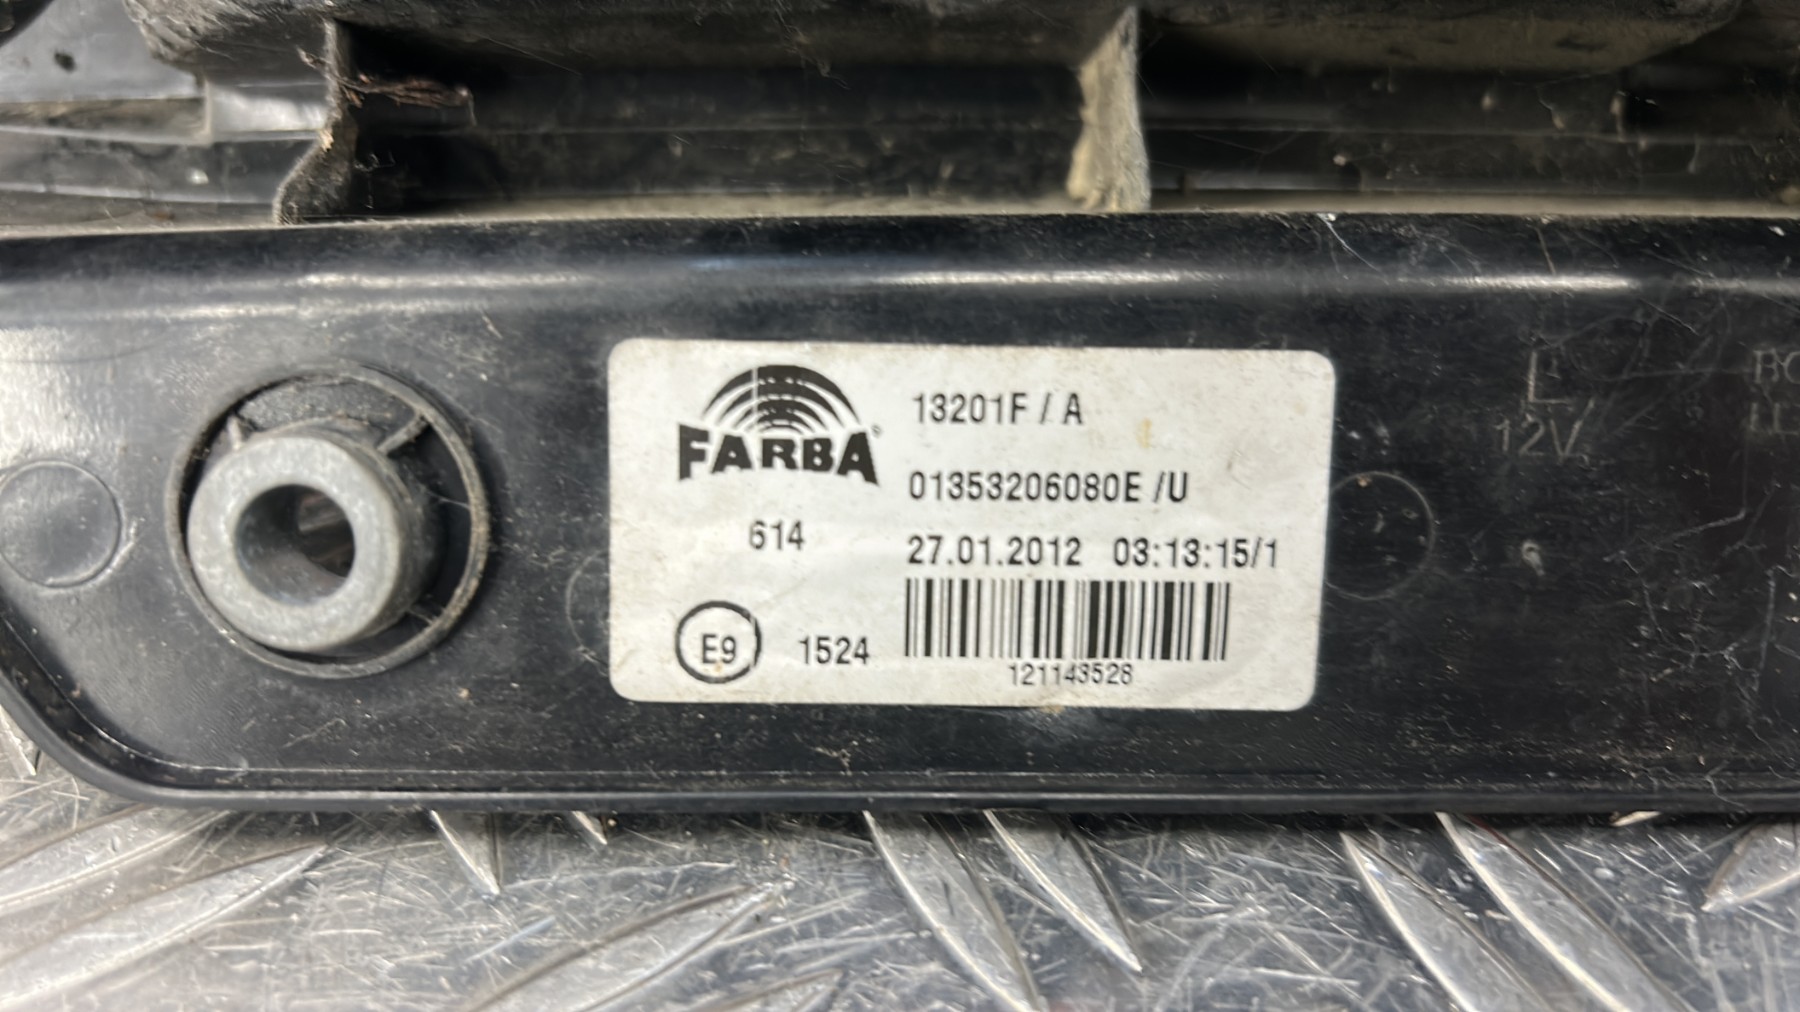 FARBA®
13201F / A
01353206080E /U
614
27.01.2012 03:13:15/1
E9
1524
121143528
L
12V